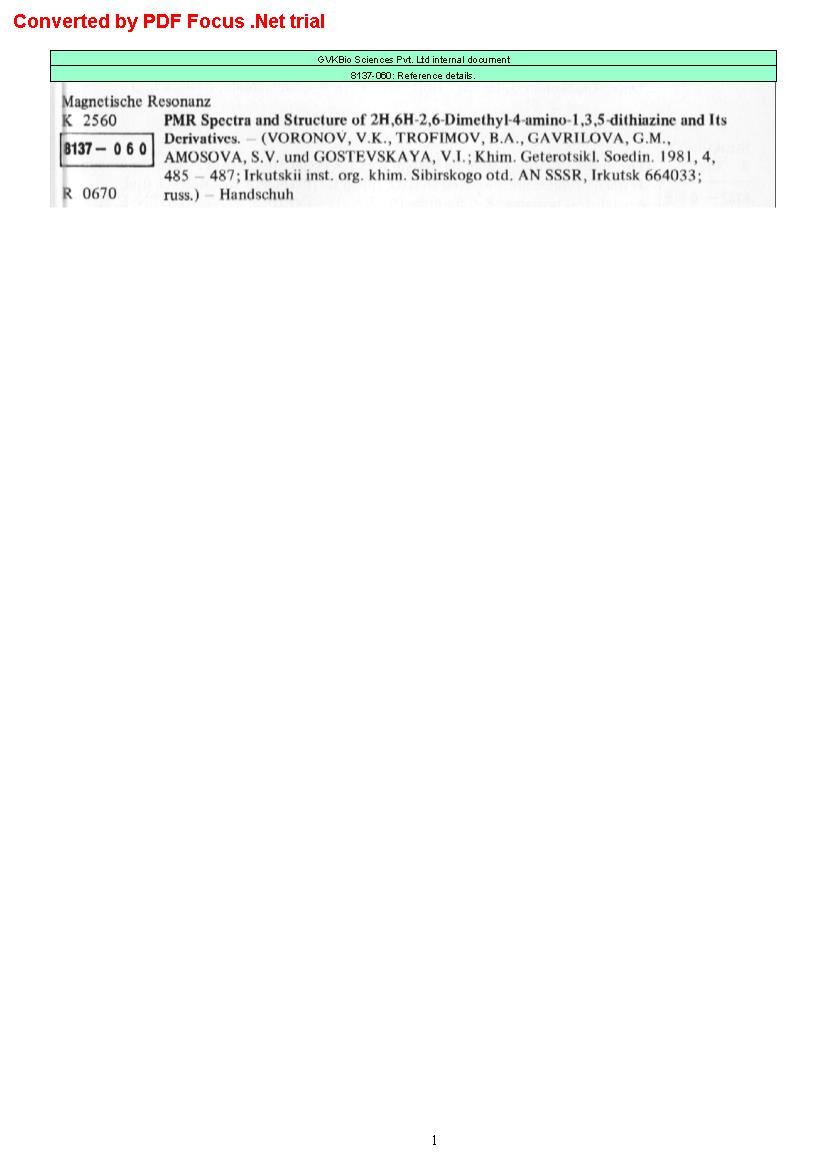 Converted by PDF Focus .Net trial
GVKBio Sciences Pvt. Ltd internal document
8137-060: Reference details.
Magnetische Resonanz
K 2560 PMR Spectra and Structure of 2H,6H-2,6-Dimethyl-4-amino-1,3,5-dithiazine and Its
8137-060 Derivatives. – (VORONOV, V.K., TROFIMOV, B.A., GAVRILOVA, G.M.,
AMOSOVA, S.V. und GOSTEVSKAYA, V.I.; Khim. Geterotsikl. Soedin. 1981, 4,
485 – 487; Irkutskii inst. org. khim. Sibirskogo otd. AN SSSR, Irkutsk 664033;
R 0670 russ.) – Handschuh
1